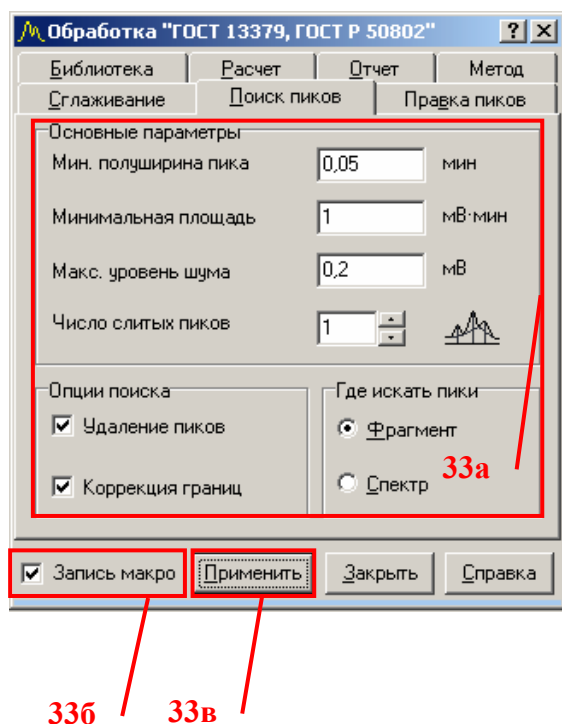 Обработка "ГОСТ 13379, ГОСТ Р 50802"
Библиотека Расчет Отчет Метод
Сглаживание Поиск пиков Правка пиков
Основные параметры
Мин. полуширина пика 0,05 мин
Минимальная площадь 1 мВ·мин
Макс. уровень шума 0,2 мВ
Число слитых пиков 1
Опции поиска
Удаление пиков
Коррекция границ
Где искать пики
Фрагмент
Спектр
33а
Запись макро Применить Закрыть Справка
33б 33в